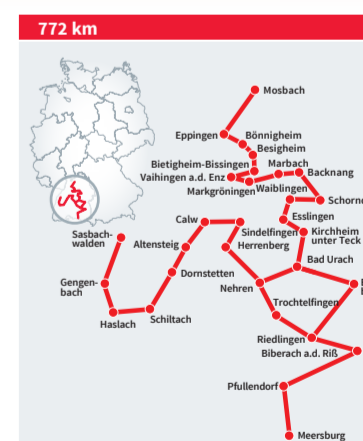 772 km
Mosbach
Eppingen
Bönnigheim
Besigheim
Bietigheim-Bissingen
Marbach
Vaihingen a.d. Enz
Backnang
Markgröningen
Waiblingen
Esslingen
Calw
Kirchheim
unter Teck
Sindelfingen
Sasbach-
walden
Altensteig
Herrenberg
Bad Urach
Dornstetten
Gengen-
bach
Nehren
Trochtelfingen
Haslach
Schiltach
Riedlingen
Biberach a.d. Riß
Pfullendorf
Meersburg